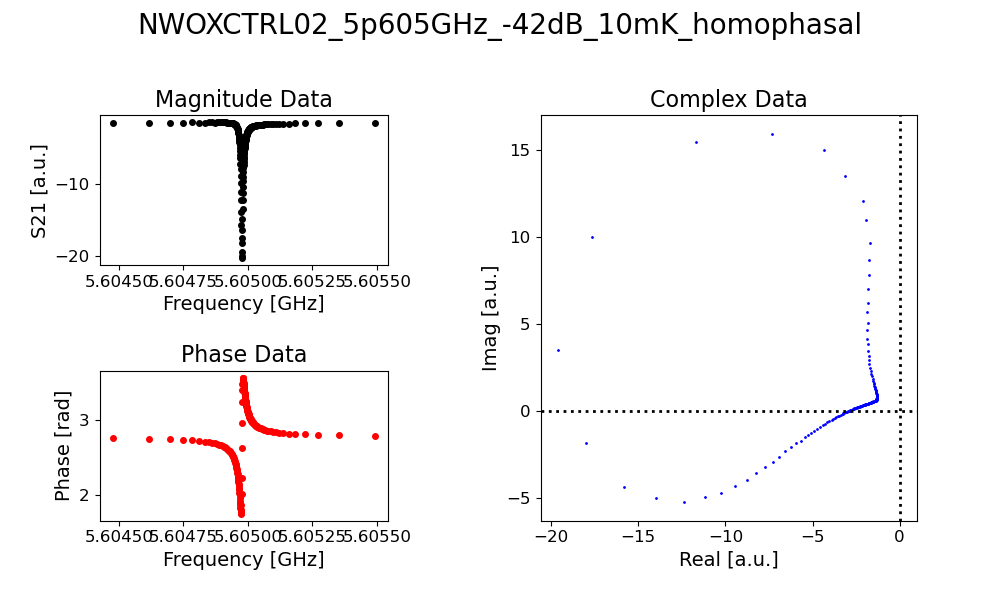 NWOXCTRL02_5p605GHz_-42dB_10mK_homophasal
Magnitude Data
S21 [a.u.]
−10
−20
5.60450 5.60475 5.60500 5.60525 5.60550
Frequency [GHz]
Phase Data
Phase [rad]
3
2
5.60450 5.60475 5.60500 5.60525 5.60550
Frequency [GHz]
Complex Data
Imag [a.u.]
15
10
5
0
−5
−20 −15 −10 −5 0
Real [a.u.]